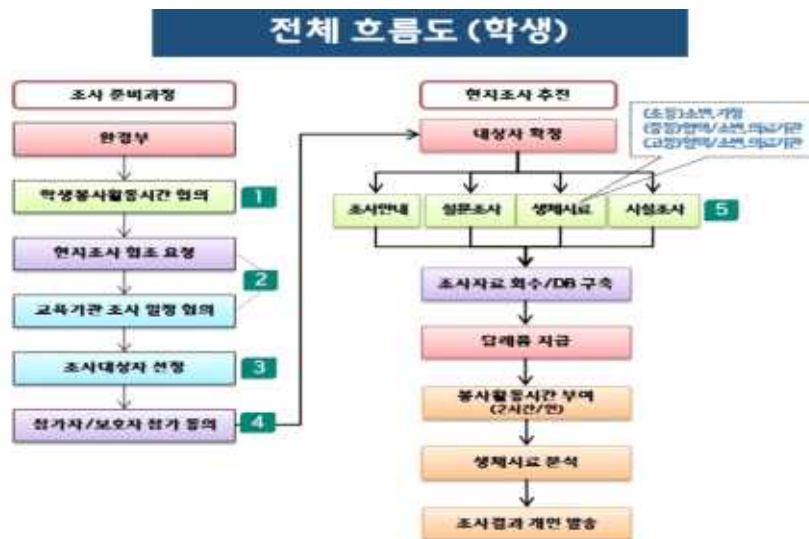 전체 흐름도 (학생)
조사 준비과정
환경부
학생봉사활동시간 협의
1
현지조사 협조 요청
2
교육기관 조사 일정 협의
조사대상자 선정
3
참가자/보호자 참가 동의
4
현지조사 추진
(초등)소변, 가정
(중등)혈액/소변, 의료기관
(고등)혈액/소변, 의료기관
대상자 확정
조사안내
설문조사
생체시료
시설조사
5
조사자료 회수/DB 구축
답례품 지급
봉사활동시간 부여
(2시간/인)
생체시료 분석
조사결과 개인 발송